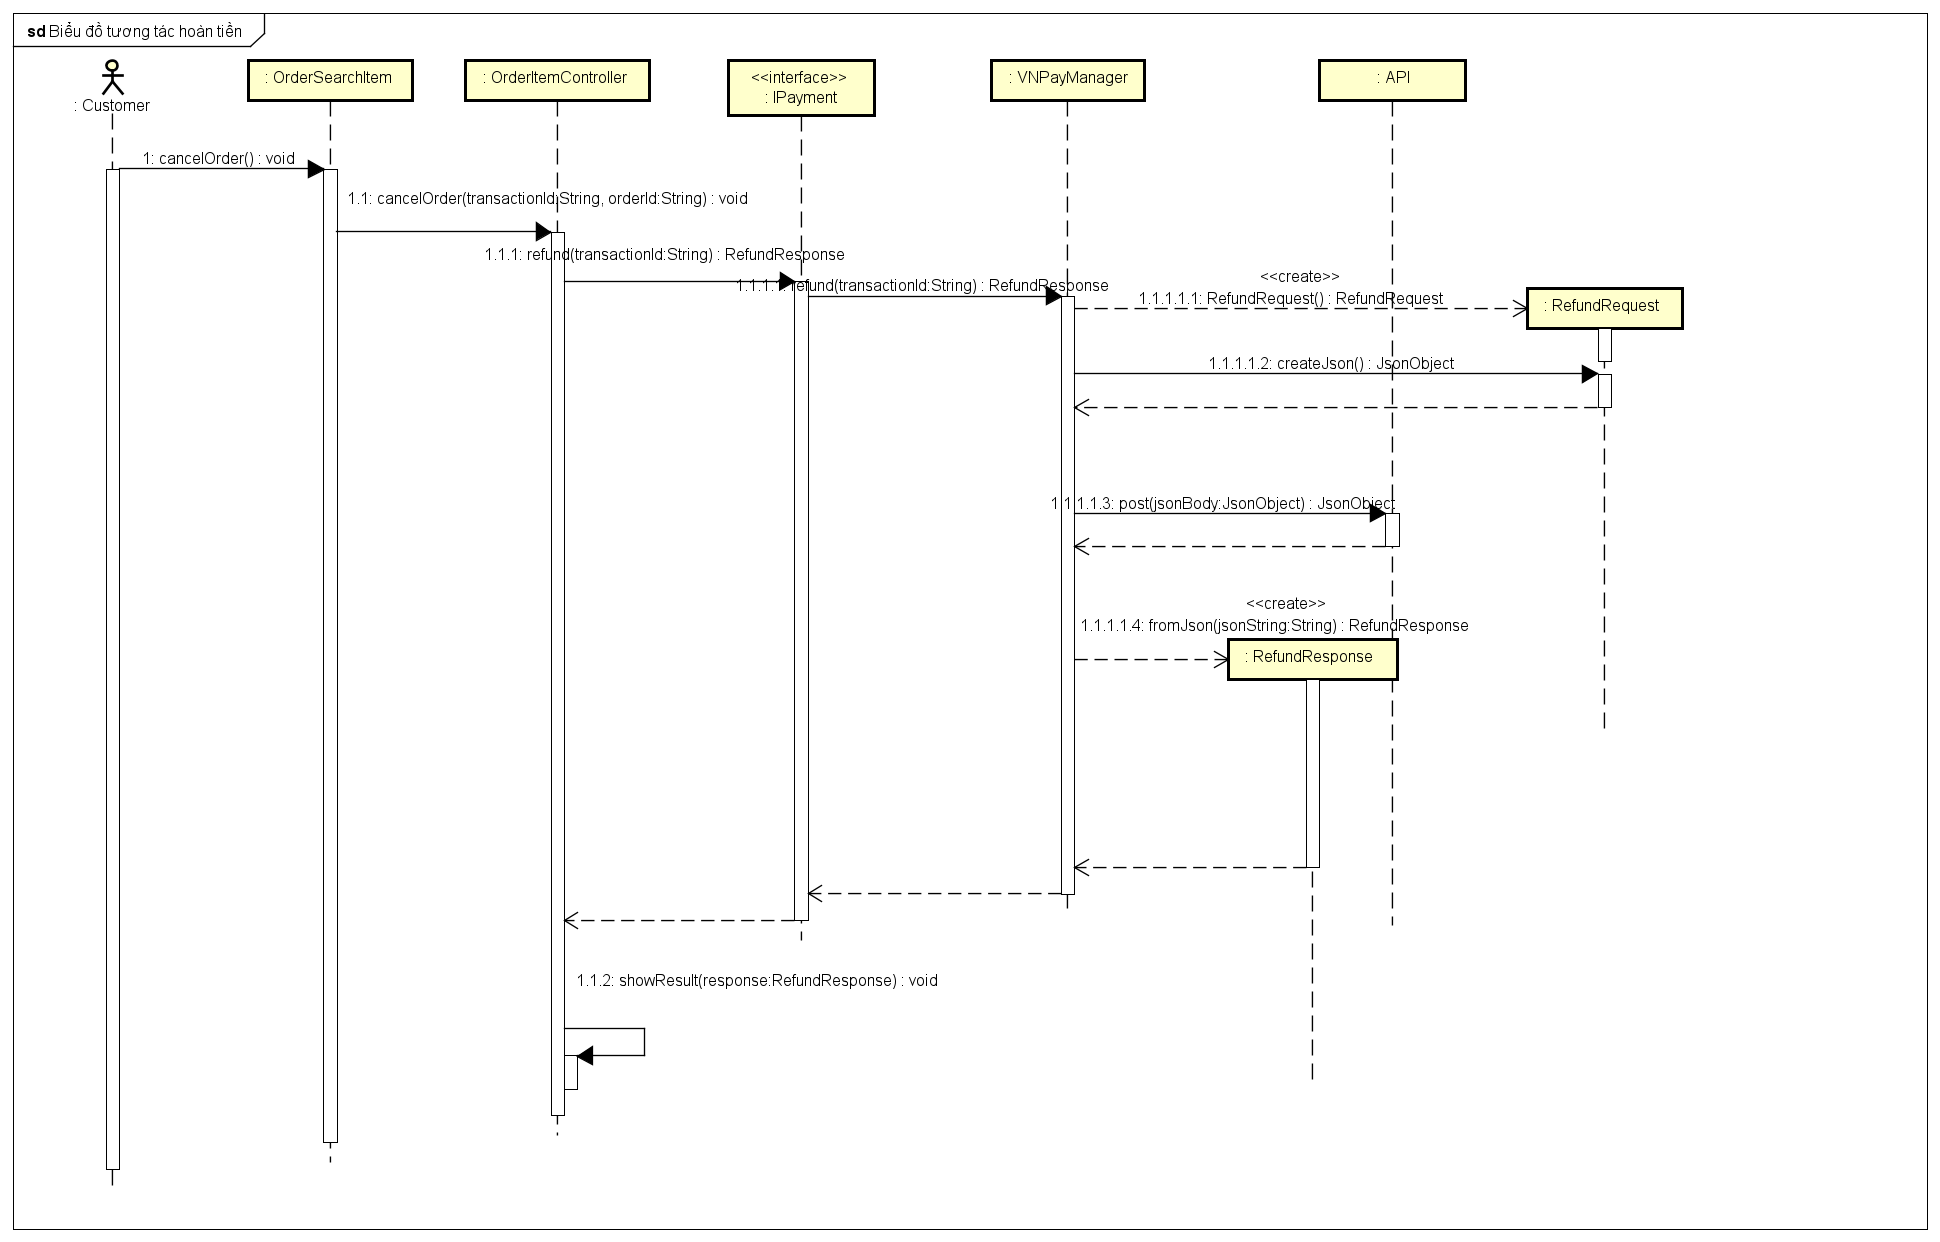 sd Biểu đồ tương tác hoàn tiền
: Customer
: OrderSearchItem
: OrderItemController
<<interface>>
: IPayment
: VNPayManager
: API
1: cancelOrder() : void
1.1: cancelOrder(transactionId:String, orderId:String) : void
1.1.1: refund(transactionId:String) : RefundResponse
1.1.1.1: refund(transactionId:String) : RefundResponse
<<create>>
1.1.1.1.1: RefundRequest() : RefundRequest
: RefundRequest
1.1.1.1.2: createJson() : JsonObject
1.1.1.1.3: post(jsonBody:JsonObject) : JsonObject
<<create>>
1.1.1.1.4: fromJson(jsonString:String) : RefundResponse
: RefundResponse
1.1.2: showResult(response:RefundResponse) : void